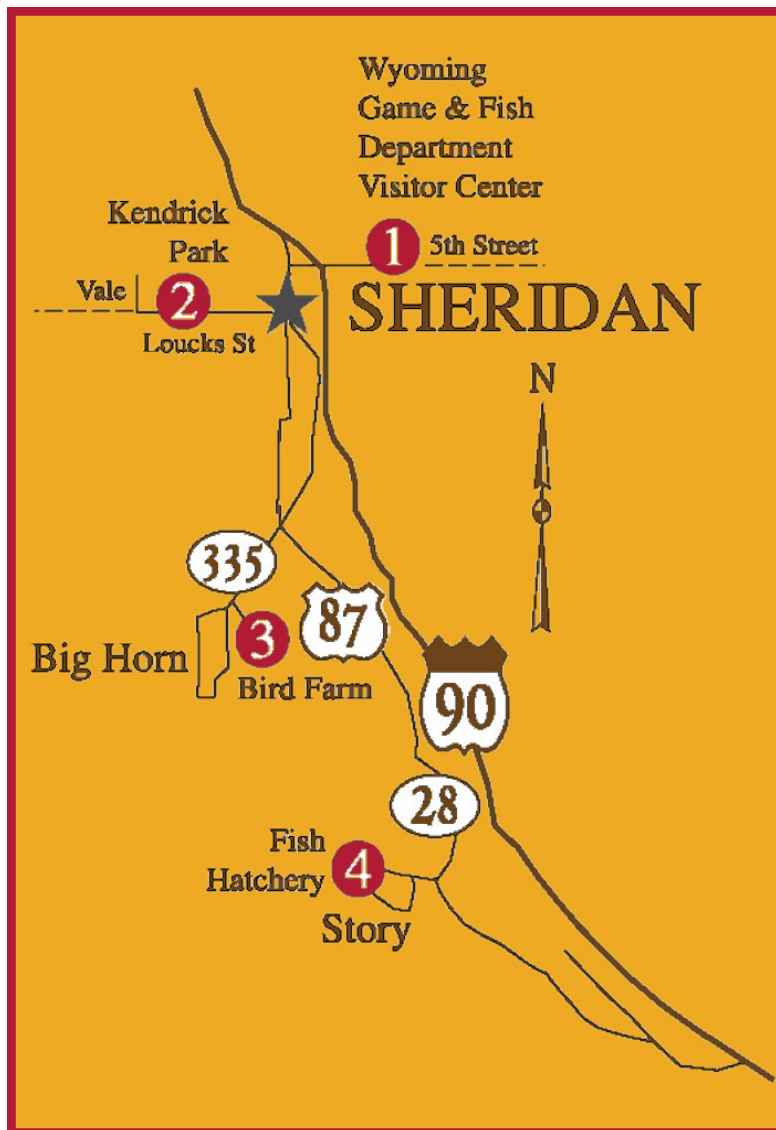 Wyoming
Game & Fish
Department
Visitor Center
Kendrick
Park
1
5th Street
Vale
2
SHERIDAN
Loucks St
N
335
87
3
Big Horn
Bird Farm
90
28
Fish
Hatchery
4
Story